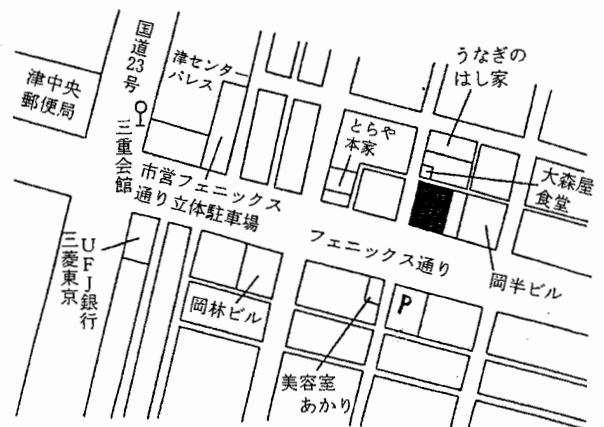 国道23号
三重会館
津センター
パレス
津中央
郵便局
うなぎの
はし家
とらや
本家
大森屋
食堂
市営フェニックス
通り立体駐車場
フェニックス通り
岡半ビル
三菱東京
UFJ銀行
岡林ビル
P
美容室
あかり